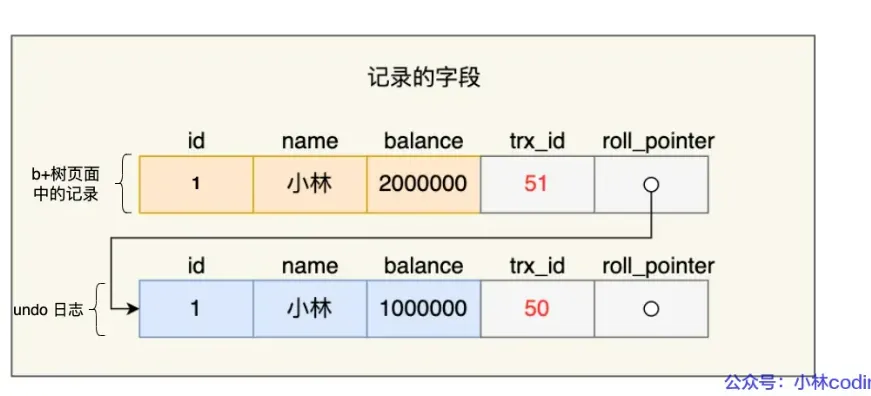 记录的字段
id name balance trx_id roll_pointer
b+树页面
中的记录
1 小林 2000000 51
id name balance trx_id roll_pointer
undo 日志
1 小林 1000000 50
公众号：小林codin